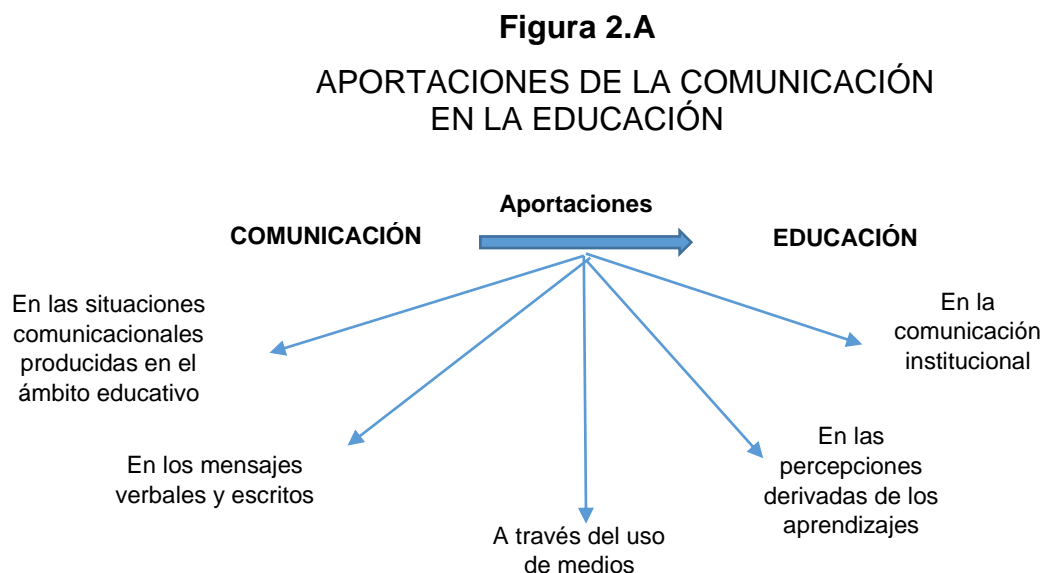 Figura 2.A
APORTACIONES DE LA COMUNICACIÓN
EN LA EDUCACIÓN
Aportaciones
COMUNICACIÓN
EDUCACIÓN
En las situaciones
comunicacionales
producidas en el
ámbito educativo
En los mensajes
verbales y escritos
A través del uso
de medios
En las
percepciones
derivadas de los
aprendizajes
En la
comunicación
institucional